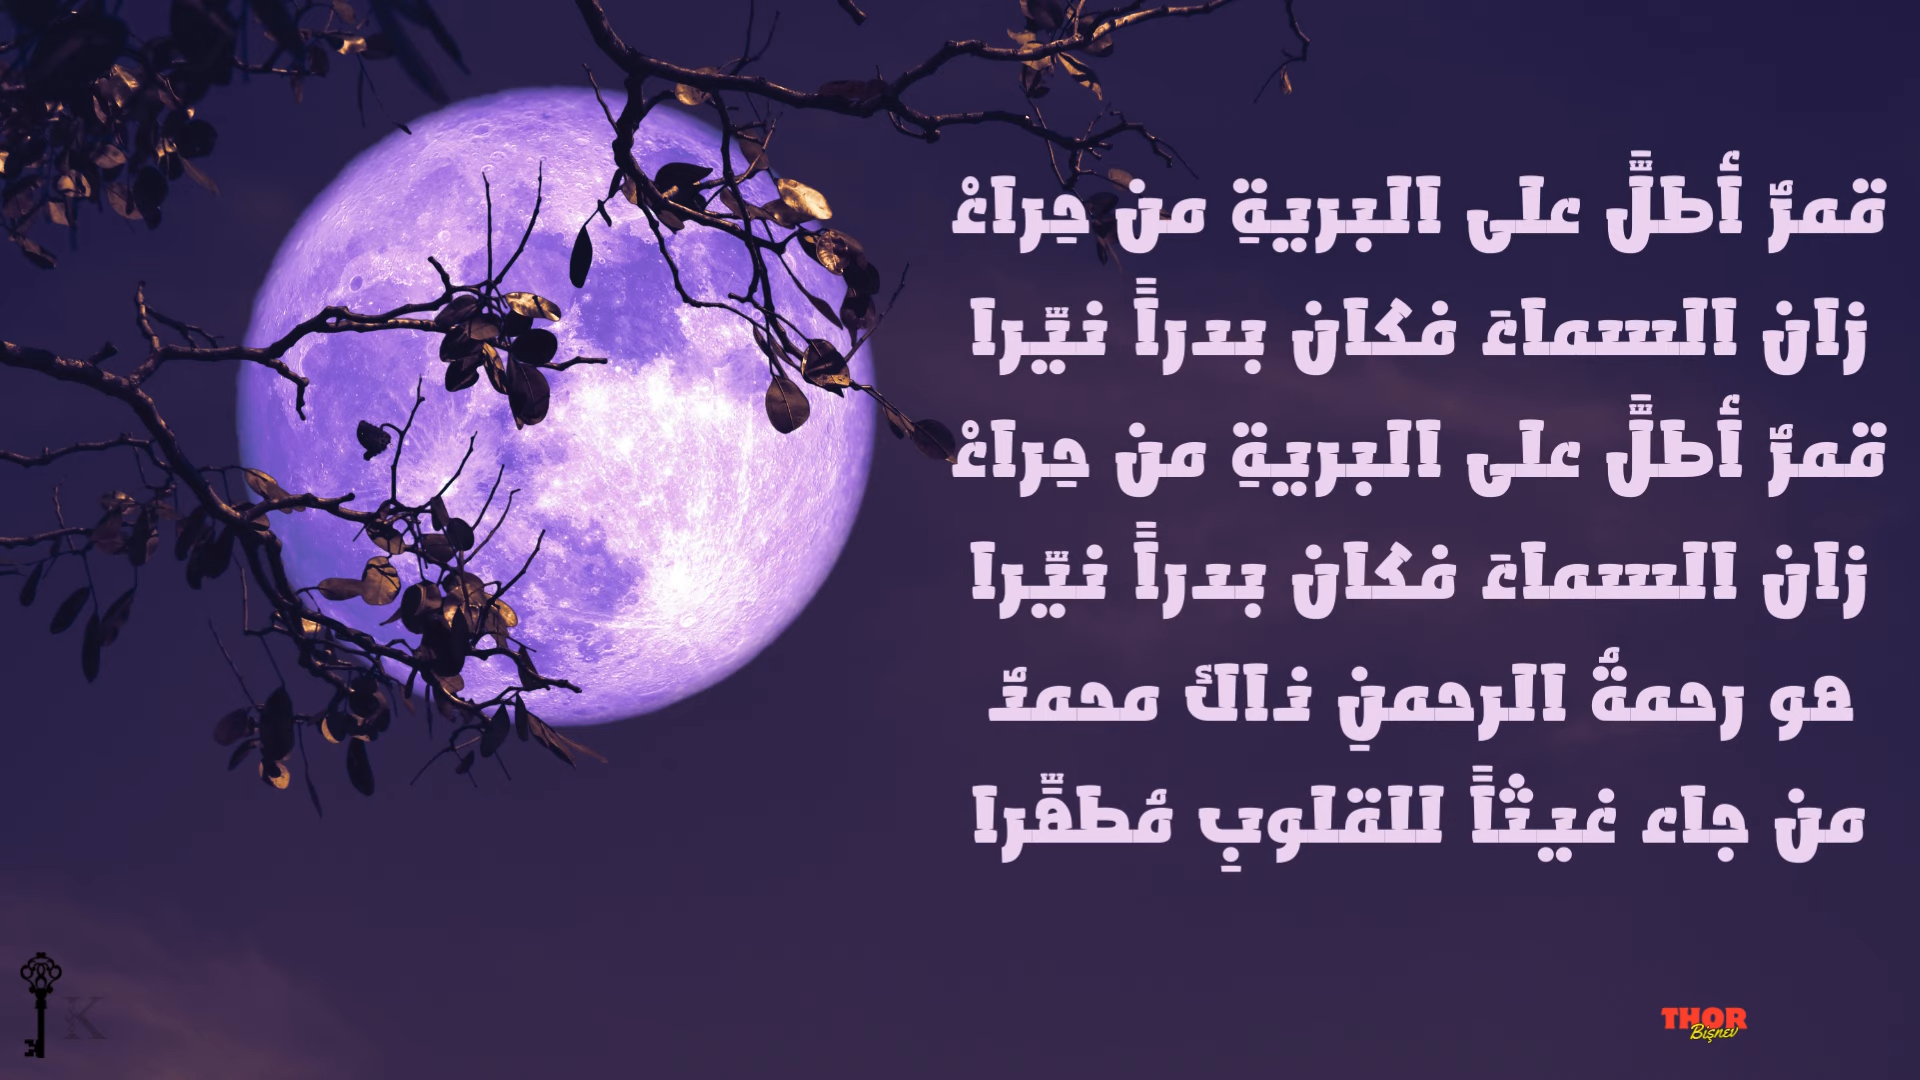 قمرٌ أطلَّ على البريةِ من حِراءْ
زان السماءَ فكان بدراً نيّرا
قمرٌ أطلَّ على البريةِ من حِراءْ
زان السماءَ فكان بدراً نيّرا
هو رحمةُ الرحمنِ ذاكَ محمدٌ
من جاء غيثاً للقلوبِ مُطهِّرا
K
THOR
Bişnev